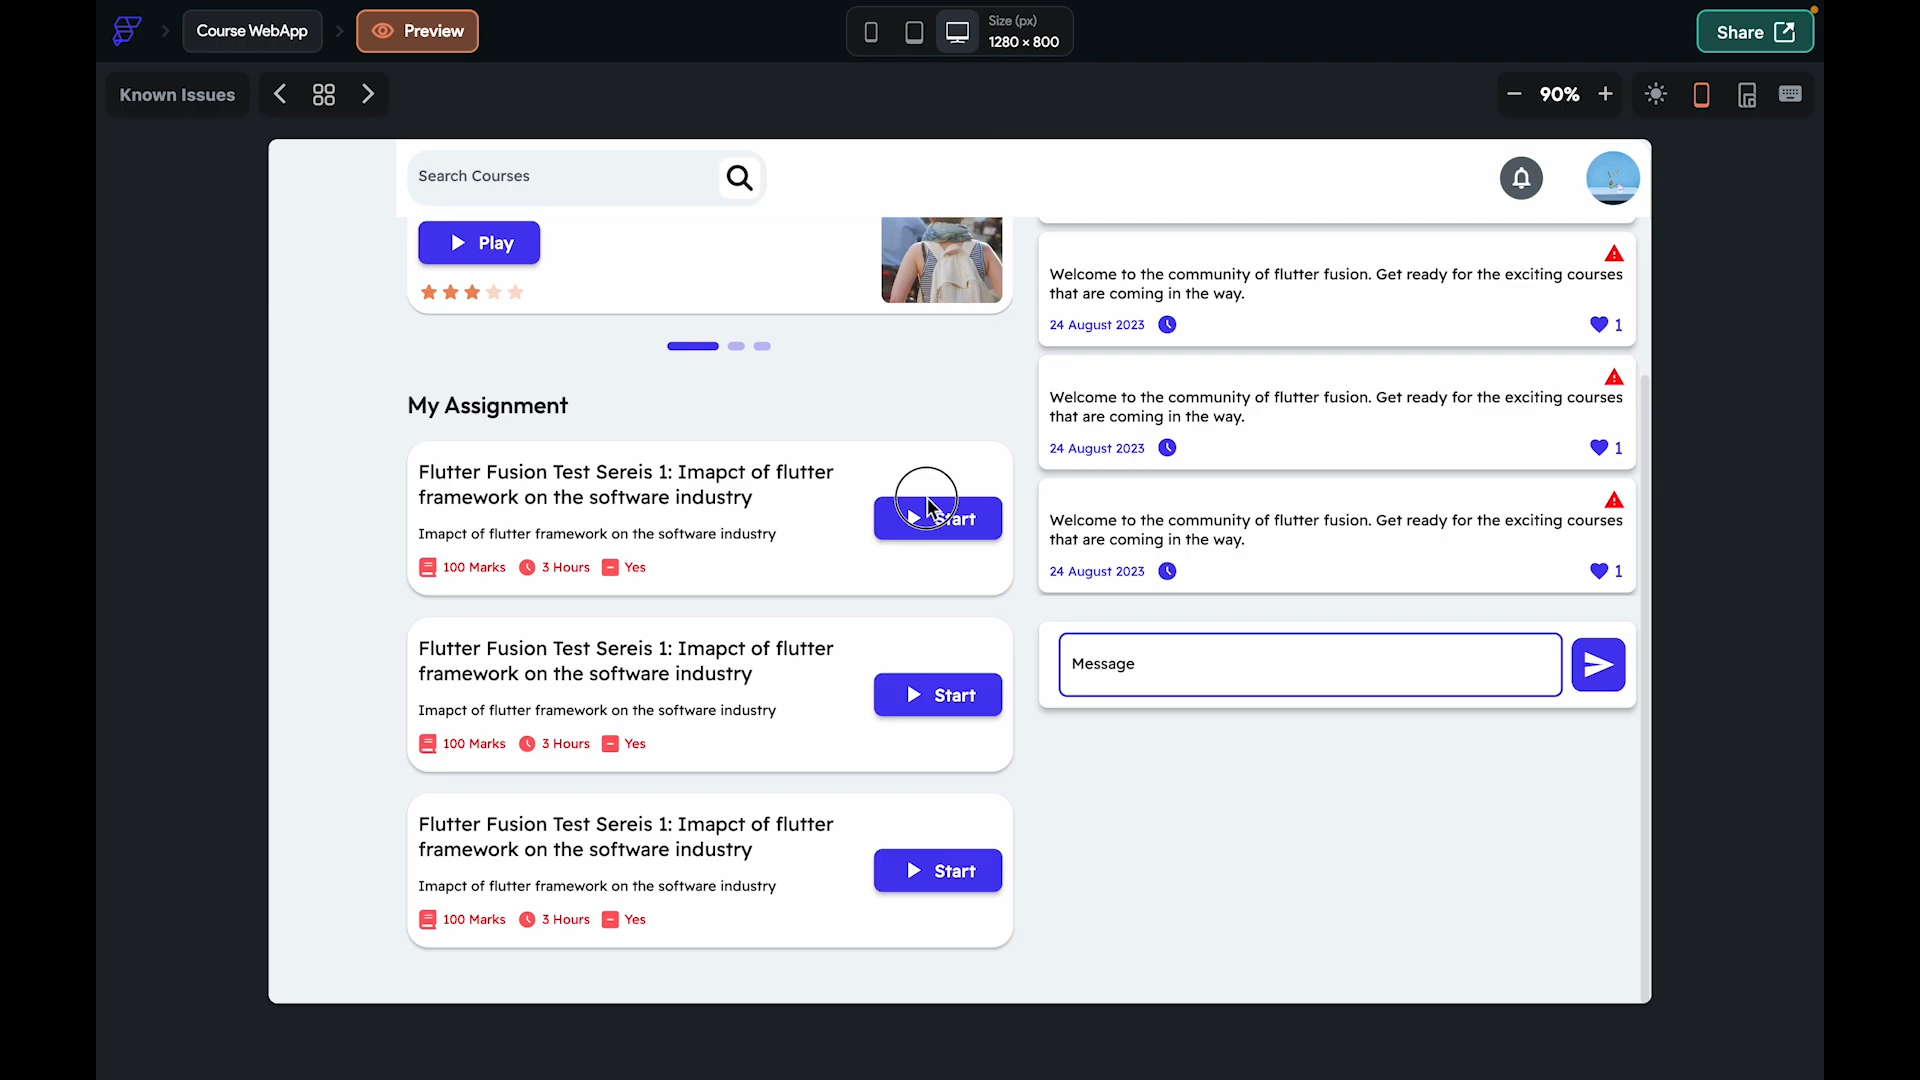 Course WebApp
Preview
Size (px)
1280 × 800
Share
Known Issues
90%
Search Courses
Play
My Assignment
Flutter Fusion Test Sereis 1: Imapct of flutter
framework on the software industry
Imapct of flutter framework on the software industry
100 Marks
3 Hours
Yes
Start
Flutter Fusion Test Sereis 1: Imapct of flutter
framework on the software industry
Imapct of flutter framework on the software industry
100 Marks
3 Hours
Yes
Start
Flutter Fusion Test Sereis 1: Imapct of flutter
framework on the software industry
Imapct of flutter framework on the software industry
100 Marks
3 Hours
Yes
Start
Welcome to the community of flutter fusion. Get ready for the exciting courses
that are coming in the way.
24 August 2023
1
Welcome to the community of flutter fusion. Get ready for the exciting courses
that are coming in the way.
24 August 2023
1
Welcome to the community of flutter fusion. Get ready for the exciting courses
that are coming in the way.
24 August 2023
1
Message